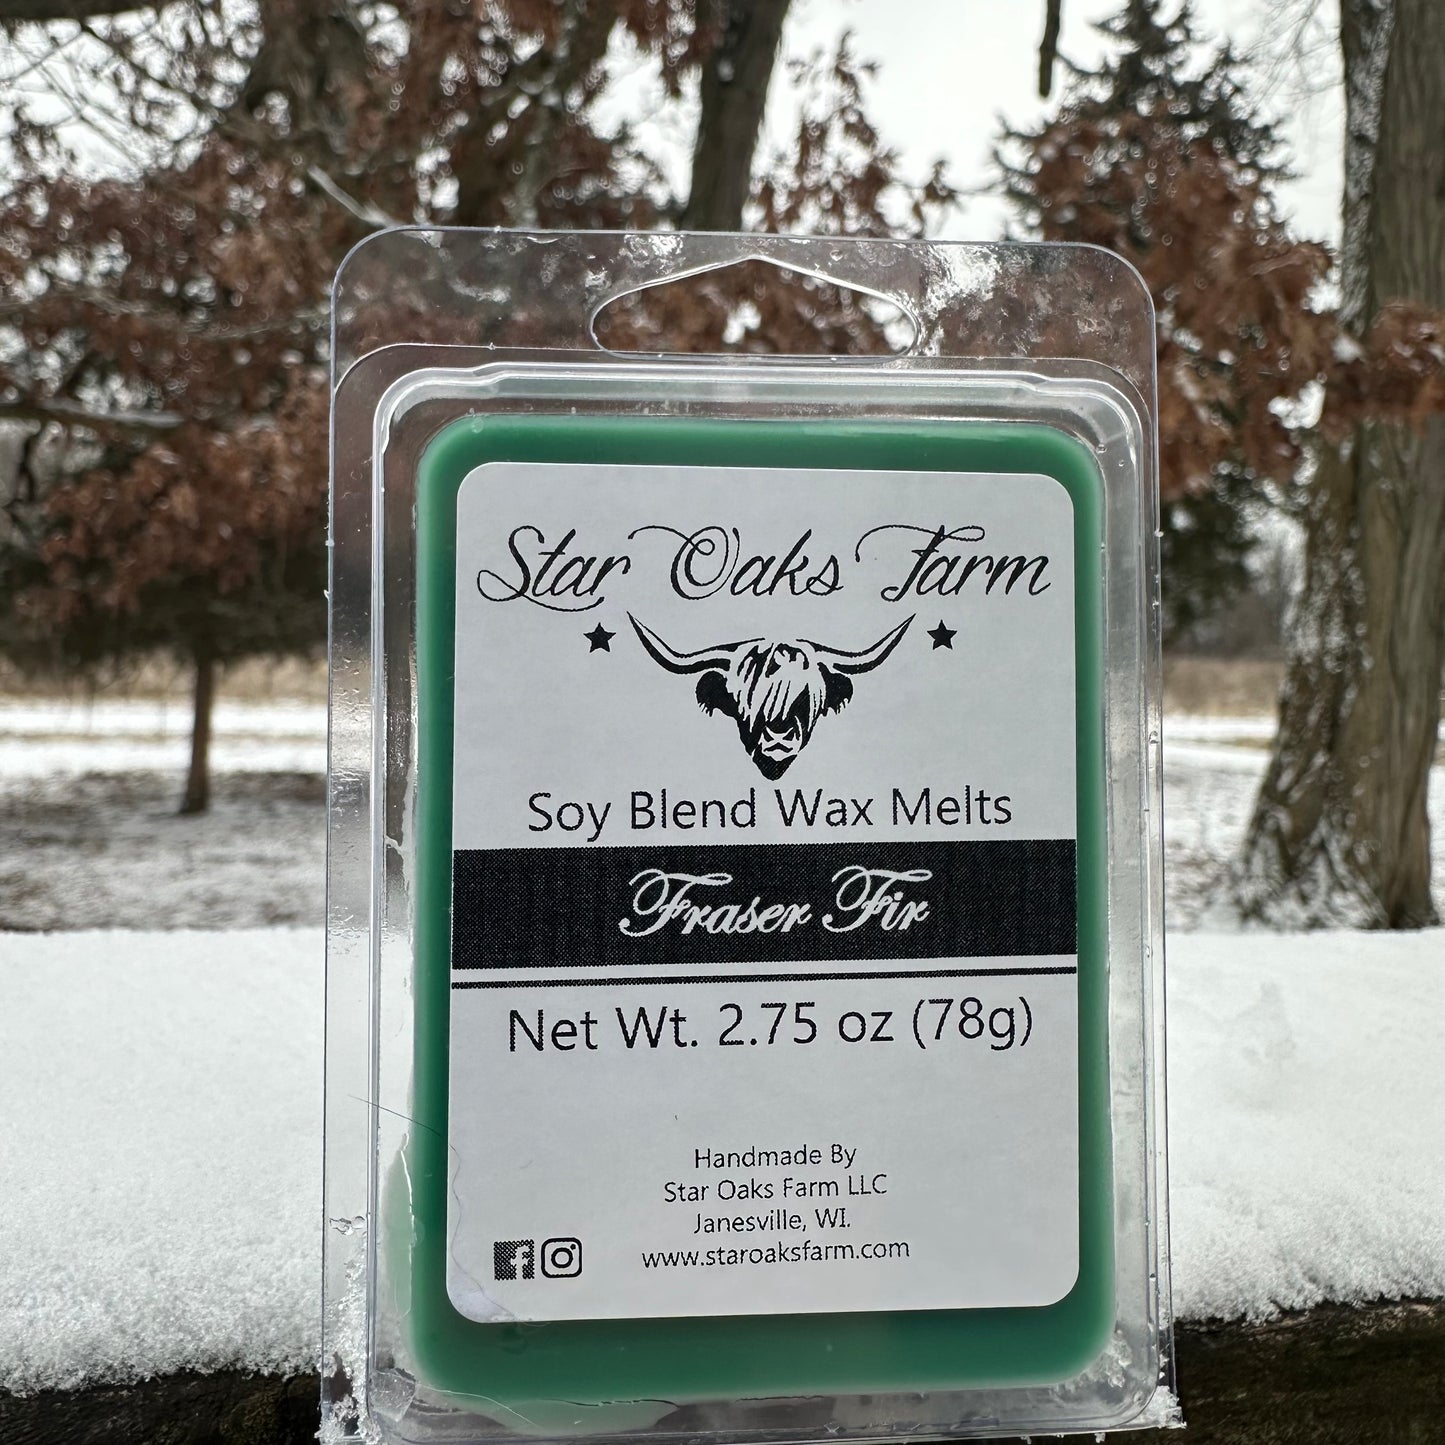 Star Oaks Farm
Soy Blend Wax Melts
Fraser Fir
Net Wt. 2.75 oz (78g)
Handmade By
Star Oaks Farm LLC
Janesville, WI.
www.staroaksfarm.com